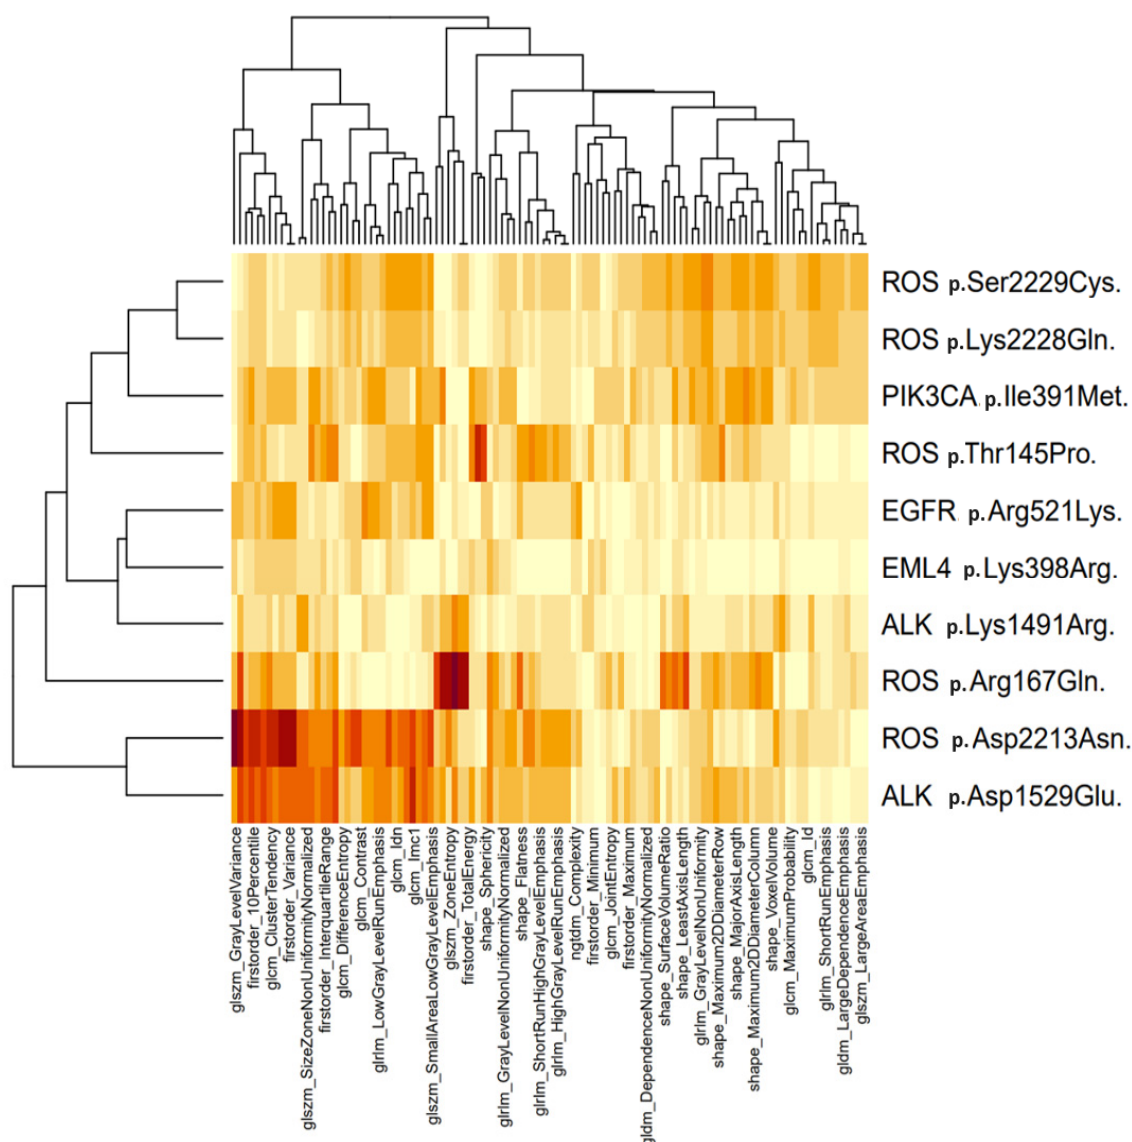 ROS p.Ser2229Cys.
ROS p.Lys2228Gln.
PIK3CA p.Ile391Met.
ROS p.Thr145Pro.
EGFR p.Arg521Lys.
EML4 p.Lys398Arg.
ALK p.Lys1491Arg.
ROS p.Arg167Gln.
ROS p.Asp2213Asn.
ALK p.Asp1529Glu.
glszm_GrayLevelVariance
firstorder_10Percentile
glcm_ClusterTendency
firstorder_Variance
glszm_SizeZoneNonUniformityNormalized
firstorder_InterquartileRange
glcm_DifferenceEntropy
glcm_Contrast
glrlm_LowGrayLevelRunEmphasis
glcm_Idn
glcm_Imc1
glszm_SmallAreaLowGrayLevelEmphasis
glszm_ZoneEntropy
firstorder_TotalEnergy
shape_Sphericity
glrlm_GrayLevelNonUniformityNormalized
shape_Flatness
glrlm_ShortRunHighGrayLevelEmphasis
glrlm_HighGrayLevelRunEmphasis
ngtdm_Complexity
firstorder_Minimum
glcm_JointEntropy
firstorder_Maximum
gldm_DependenceNonUniformityNormalized
shape_SurfaceVolumeRatio
shape_LeastAxisLength
glrlm_GrayLevelNonUniformity
shape_Maximum2DDiameterRow
shape_MajorAxisLength
shape_Maximum2DDiameterColumn
shape_VoxelVolume
glcm_MaximumProbability
glcm_Id
glrlm_ShortRunEmphasis
gldm_LargeDependenceEmphasis
glszm_LargeAreaEmphasis